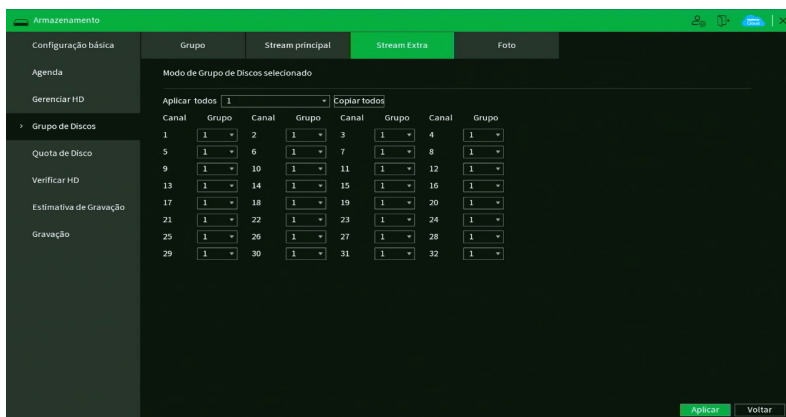 Armazenamento
Configuração básica
Agenda
Gerenciar HD
> Grupo de Discos
Quota de Disco
Verificar HD
Estimativa de Gravação
Gravação
Grupo Stream principal Stream Extra Foto
Modo de Grupo de Discos selecionado
Aplicar todos 1 Copiar todos
Canal Grupo Canal Grupo Canal Grupo Canal Grupo
1 1 2 1 3 1 4 1
5 1 6 1 7 1 8 1
9 1 10 1 11 1 12 1
13 1 14 1 15 1 16 1
17 1 18 1 19 1 20 1
21 1 22 1 23 1 24 1
25 1 26 1 27 1 28 1
29 1 30 1 31 1 32 1
Aplicar Voltar